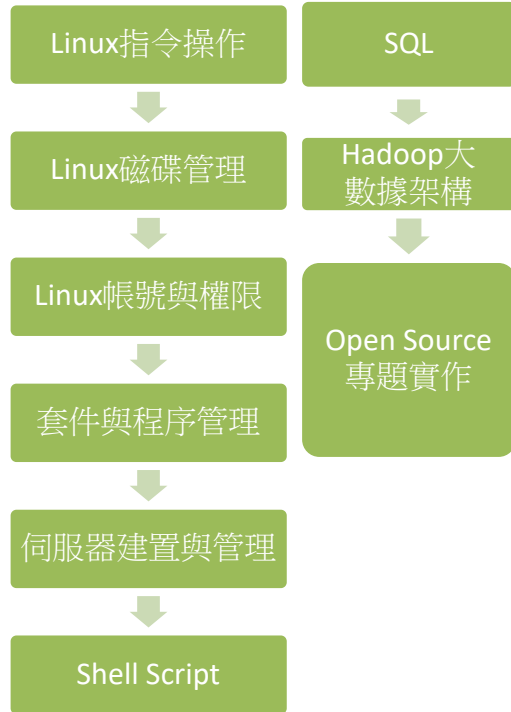 Linux指令操作
Linux磁碟管理
Linux帳號與權限
套件與程序管理
伺服器建置與管理
Shell Script
SQL
Hadoop大
數據架構
Open Source
專題實作